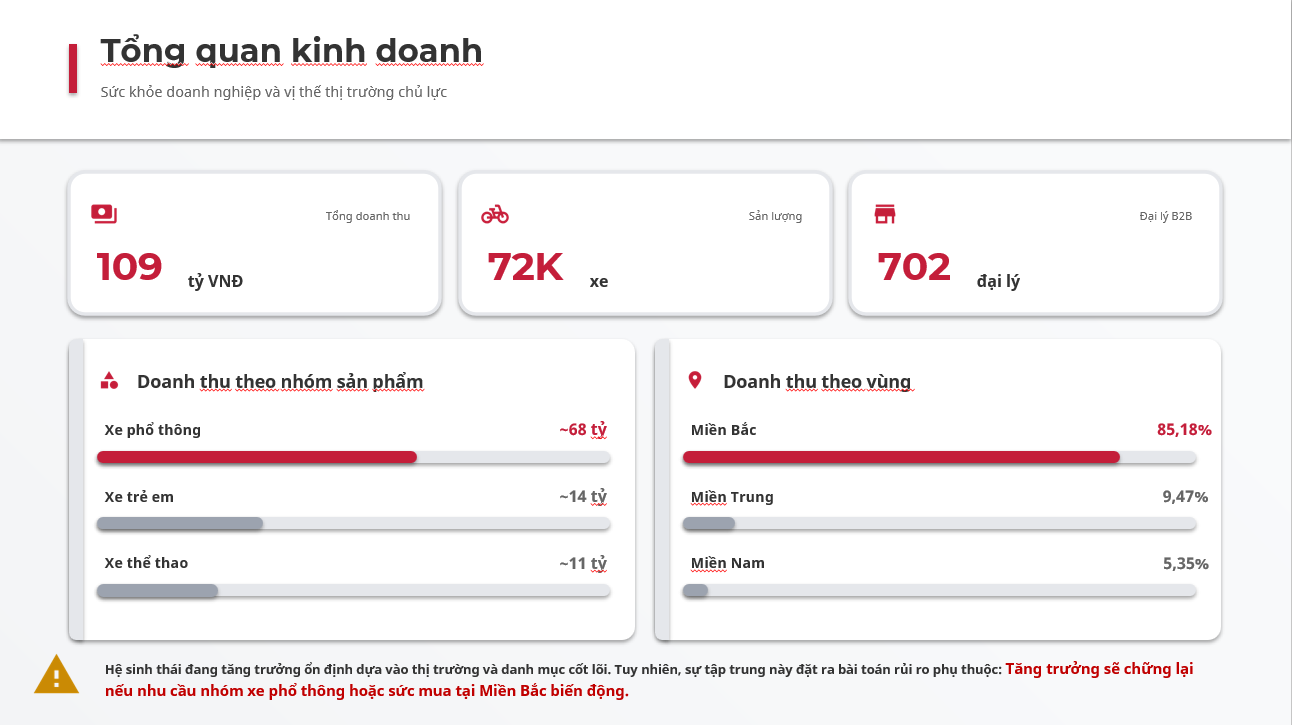 Tổng quan kinh doanh
Sức khỏe doanh nghiệp và vị thế thị trường chủ lực
Tổng doanh thu
109 tỷ VNĐ
Sản lượng
72K xe
Đại lý B2B
702 đại lý
Doanh thu theo nhóm sản phẩm
Xe phổ thông ~68 tỷ
Xe trẻ em ~14 tỷ
Xe thể thao ~11 tỷ
Doanh thu theo vùng
Miền Bắc 85,18%
Miền Trung 9,47%
Miền Nam 5,35%
Hệ sinh thái đang tăng trưởng ổn định dựa vào thị trường và danh mục cốt lõi. Tuy nhiên, sự tập trung này đặt ra bài toán rủi ro phụ thuộc: Tăng trưởng sẽ chững lại
nếu nhu cầu nhóm xe phổ thông hoặc sức mua tại Miền Bắc biến động.